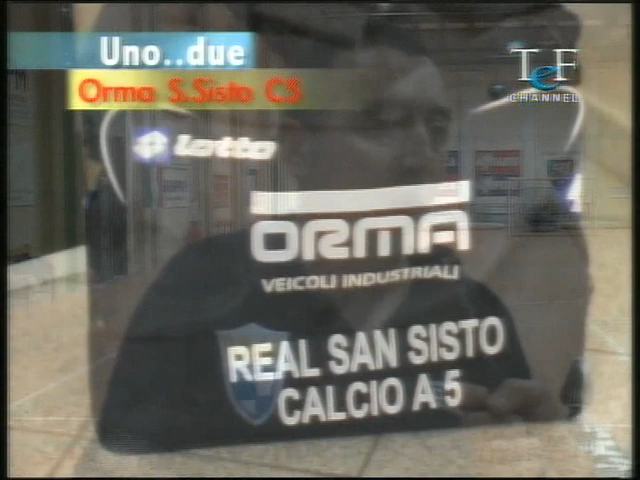 Uno..due
TeF
Orma S.Sisto C5
CHANNEL
Lotto
ORMA
VEICOLI INDUSTRIALI
REAL SAN SISTO
CALCIO A 5